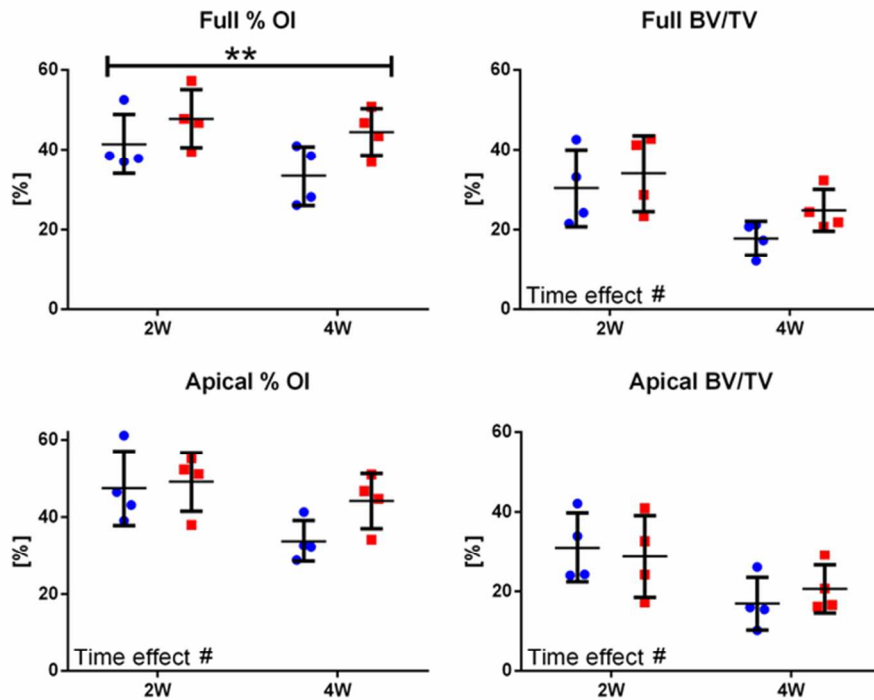 Full % OI
**
60
40
[%]
20
0
2W
4W
Full BV/TV
60
40
[%]
20
0
Time effect #
2W
4W
Apical % OI
60
40
[%]
20
0
Time effect #
2W
4W
Apical BV/TV
60
40
[%]
20
0
Time effect #
2W
4W